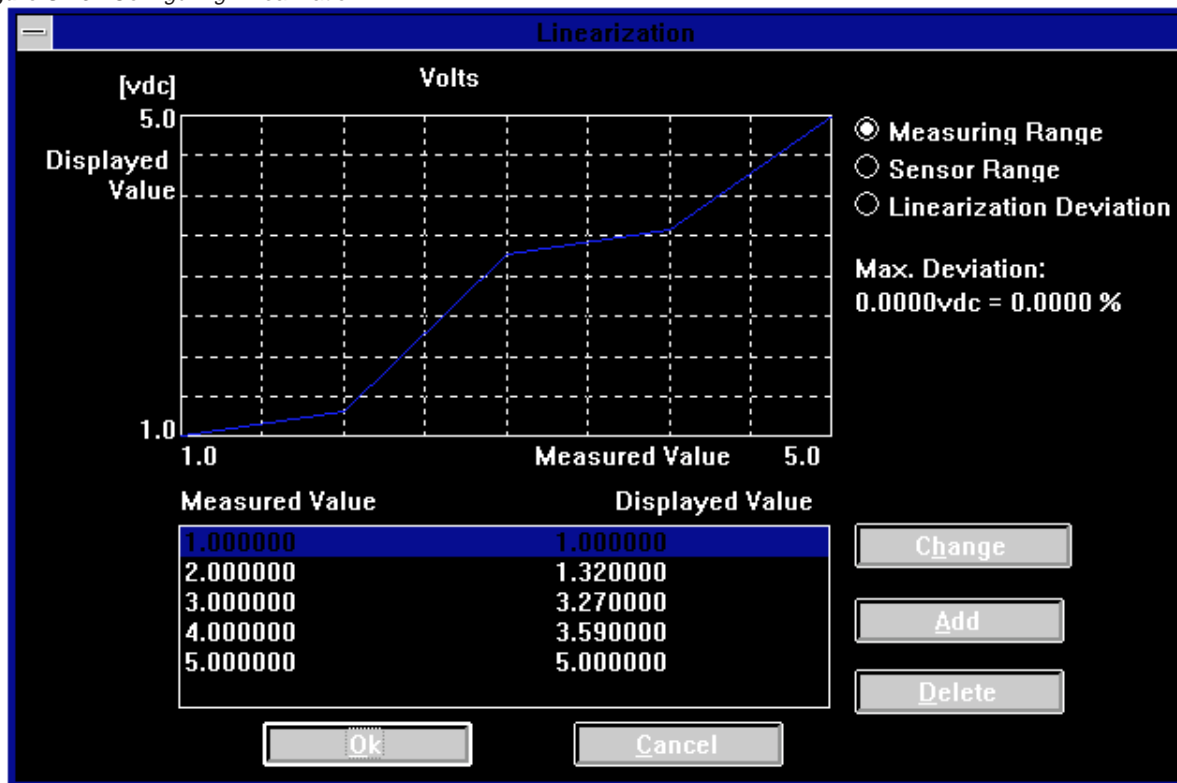 Linearization
Volts
[vdc]
5.0
Displayed
Value
1.0
1.0 Measured Value 5.0
Measuring Range
Sensor Range
Linearization Deviation
Max. Deviation:
0.0000vdc = 0.0000 %
Measured Value Displayed Value
1.000000 1.000000
2.000000 1.320000
3.000000 3.270000
4.000000 3.590000
5.000000 5.000000
Change
Add
Delete
Ok
Cancel